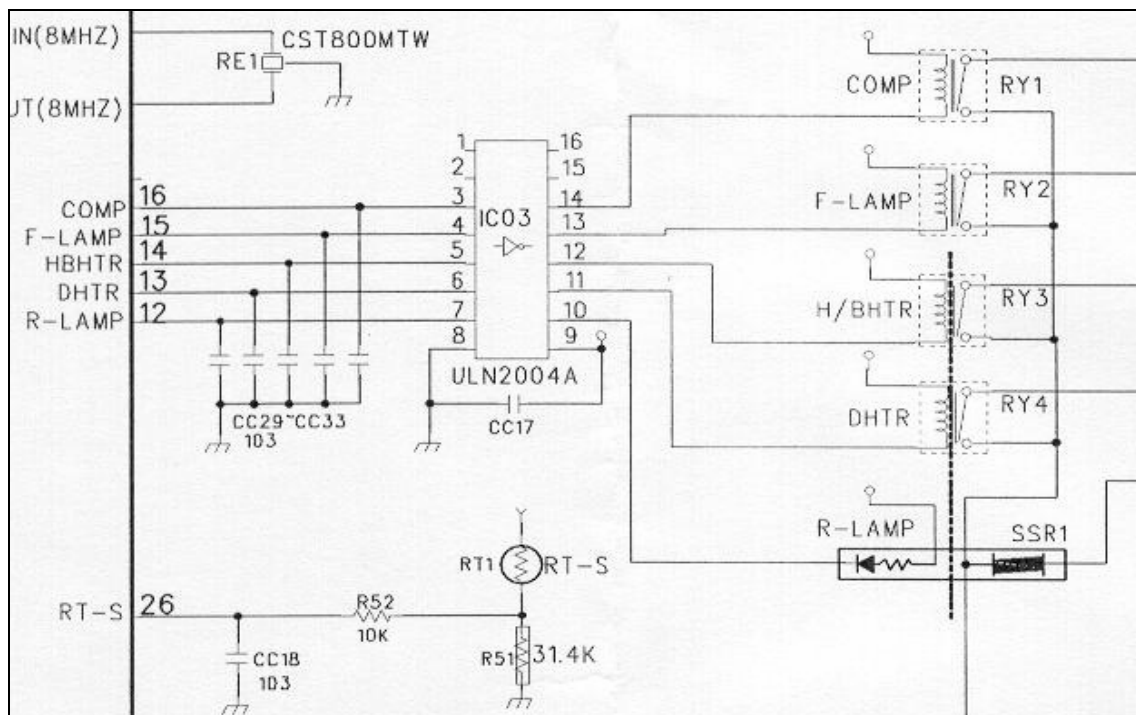 IN(8MHZ)
CST800MTW
RE1
UT(8MHZ)
COMP 16
F-LAMP 15
HBHTR 14
DHTR 13
R-LAMP 12
1 16
2 15
3 14
4 IC03 13
5 12
6 11
7 10
8 9
ULN2004A
CC29~CC33
103
CC17
COMP RY1
F-LAMP RY2
H/BHTR RY3
DHTR RY4
R-LAMP SSR1
RT1 RT-S
RT-S 26
R52
10K
CC18
103
R51 31.4K